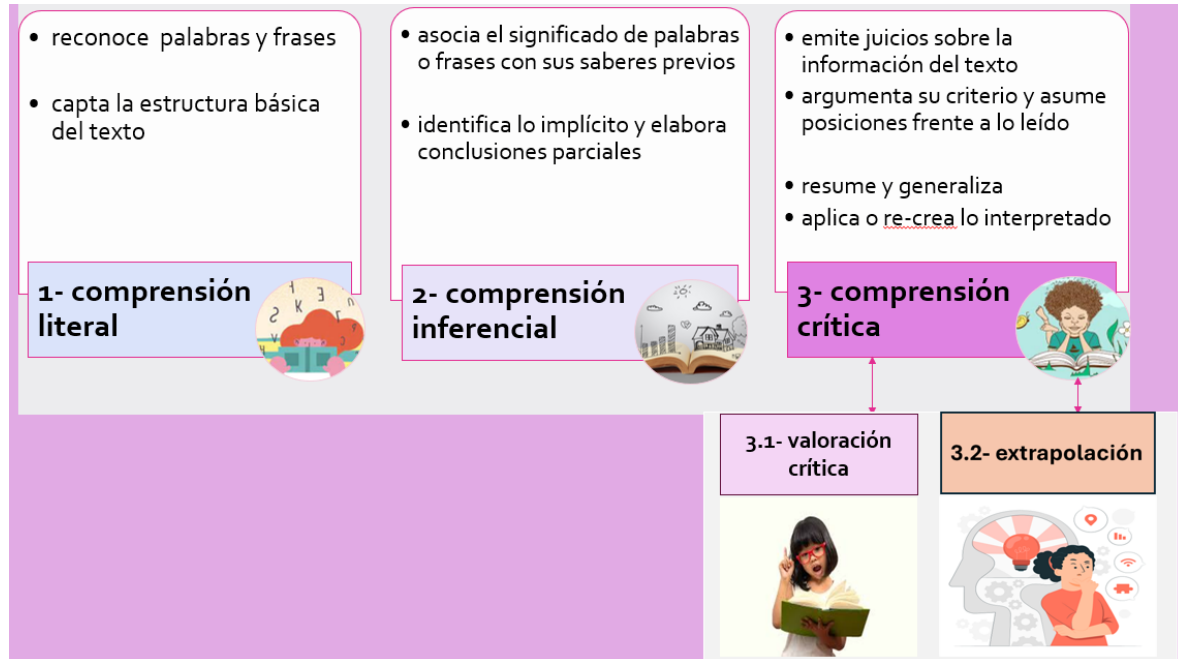 • reconoce palabras y frases
• capta la estructura básica
del texto
1- comprensión
literal
• asocia el significado de palabras
o frases con sus saberes previos
• identifica lo implícito y elabora
conclusiones parciales
2- comprensión
inferencial
• emite juicios sobre la
información del texto
• argumenta su criterio y asume
posiciones frente a lo leído
• resume y generaliza
• aplica o re-crea lo interpretado
3- comprensión
crítica
3.1- valoración
crítica
3.2- extrapolación